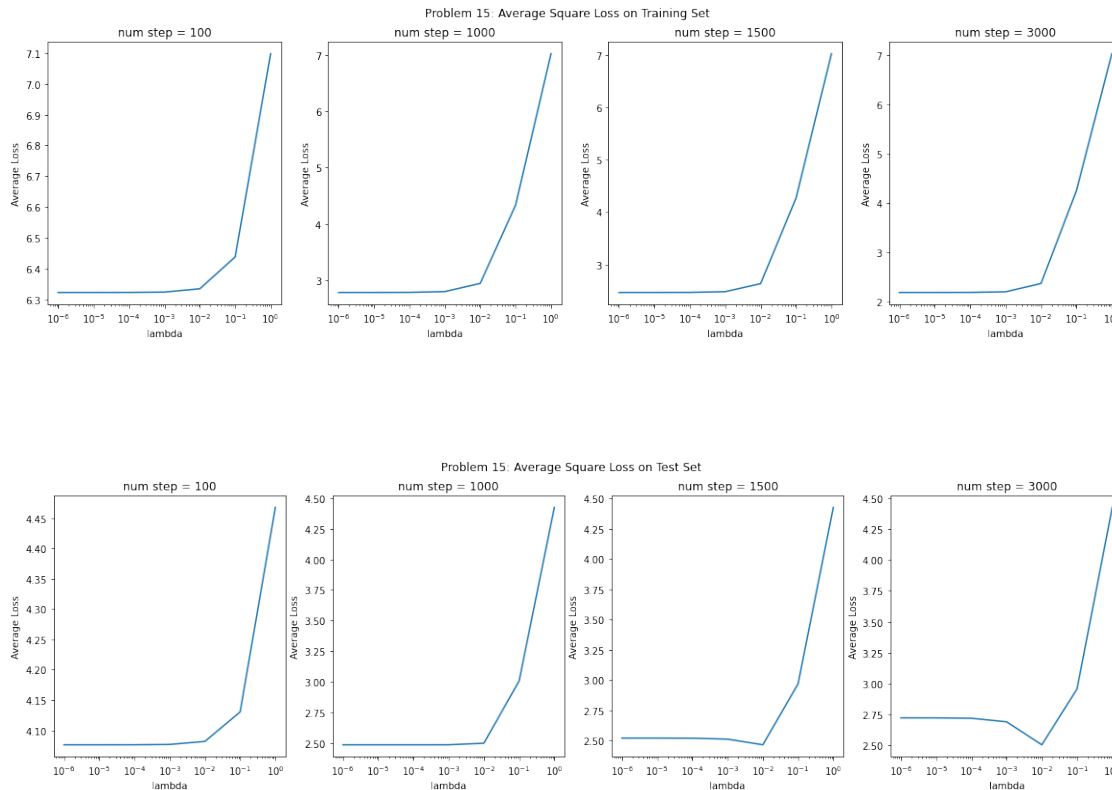 Problem 15: Average Square Loss on Training Set
num step = 100
7.1
7.0
6.9
6.8
6.7
6.6
6.5
6.4
6.3
Average Loss
10⁻⁶ 10⁻⁵ 10⁻⁴ 10⁻³ 10⁻² 10⁻¹ 10⁰
lambda
num step = 1000
7
6
5
4
3
Average Loss
10⁻⁶ 10⁻⁵ 10⁻⁴ 10⁻³ 10⁻² 10⁻¹ 10⁰
lambda
num step = 1500
7
6
5
4
3
Average Loss
10⁻⁶ 10⁻⁵ 10⁻⁴ 10⁻³ 10⁻² 10⁻¹ 10⁰
lambda
num step = 3000
7
6
5
4
3
2
Average Loss
10⁻⁶ 10⁻⁵ 10⁻⁴ 10⁻³ 10⁻² 10⁻¹
lambda
Problem 15: Average Square Loss on Test Set
num step = 100
4.45
4.40
4.35
4.30
4.25
4.20
4.15
4.10
Average Loss
10⁻⁶ 10⁻⁵ 10⁻⁴ 10⁻³ 10⁻² 10⁻¹ 10⁰
lambda
num step = 1000
4.50
4.25
4.00
3.75
3.50
3.25
3.00
2.75
2.50
Average Loss
10⁻⁶ 10⁻⁵ 10⁻⁴ 10⁻³ 10⁻² 10⁻¹ 10⁰
lambda
num step = 1500
4.50
4.25
4.00
3.75
3.50
3.25
3.00
2.75
2.50
Average Loss
10⁻⁶ 10⁻⁵ 10⁻⁴ 10⁻³ 10⁻² 10⁻¹ 10⁰
lambda
num step = 3000
4.50
4.25
4.00
3.75
3.50
3.25
3.00
2.75
2.50
Average Loss
10⁻⁶ 10⁻⁵ 10⁻⁴ 10⁻³ 10⁻² 10⁻¹
lambda